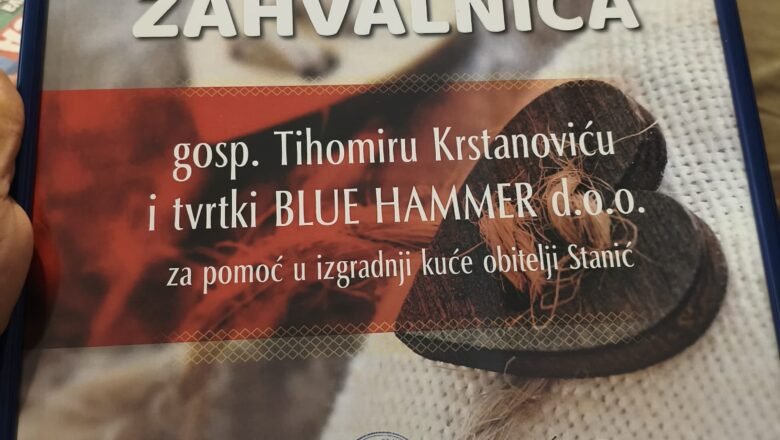 ZAHVALNICA
gosp. Tihomiru Krstanoviću
i tvrtki BLUE HAMMER d.o.o.
za pomoć u izgradnji kuće obitelji Stanić